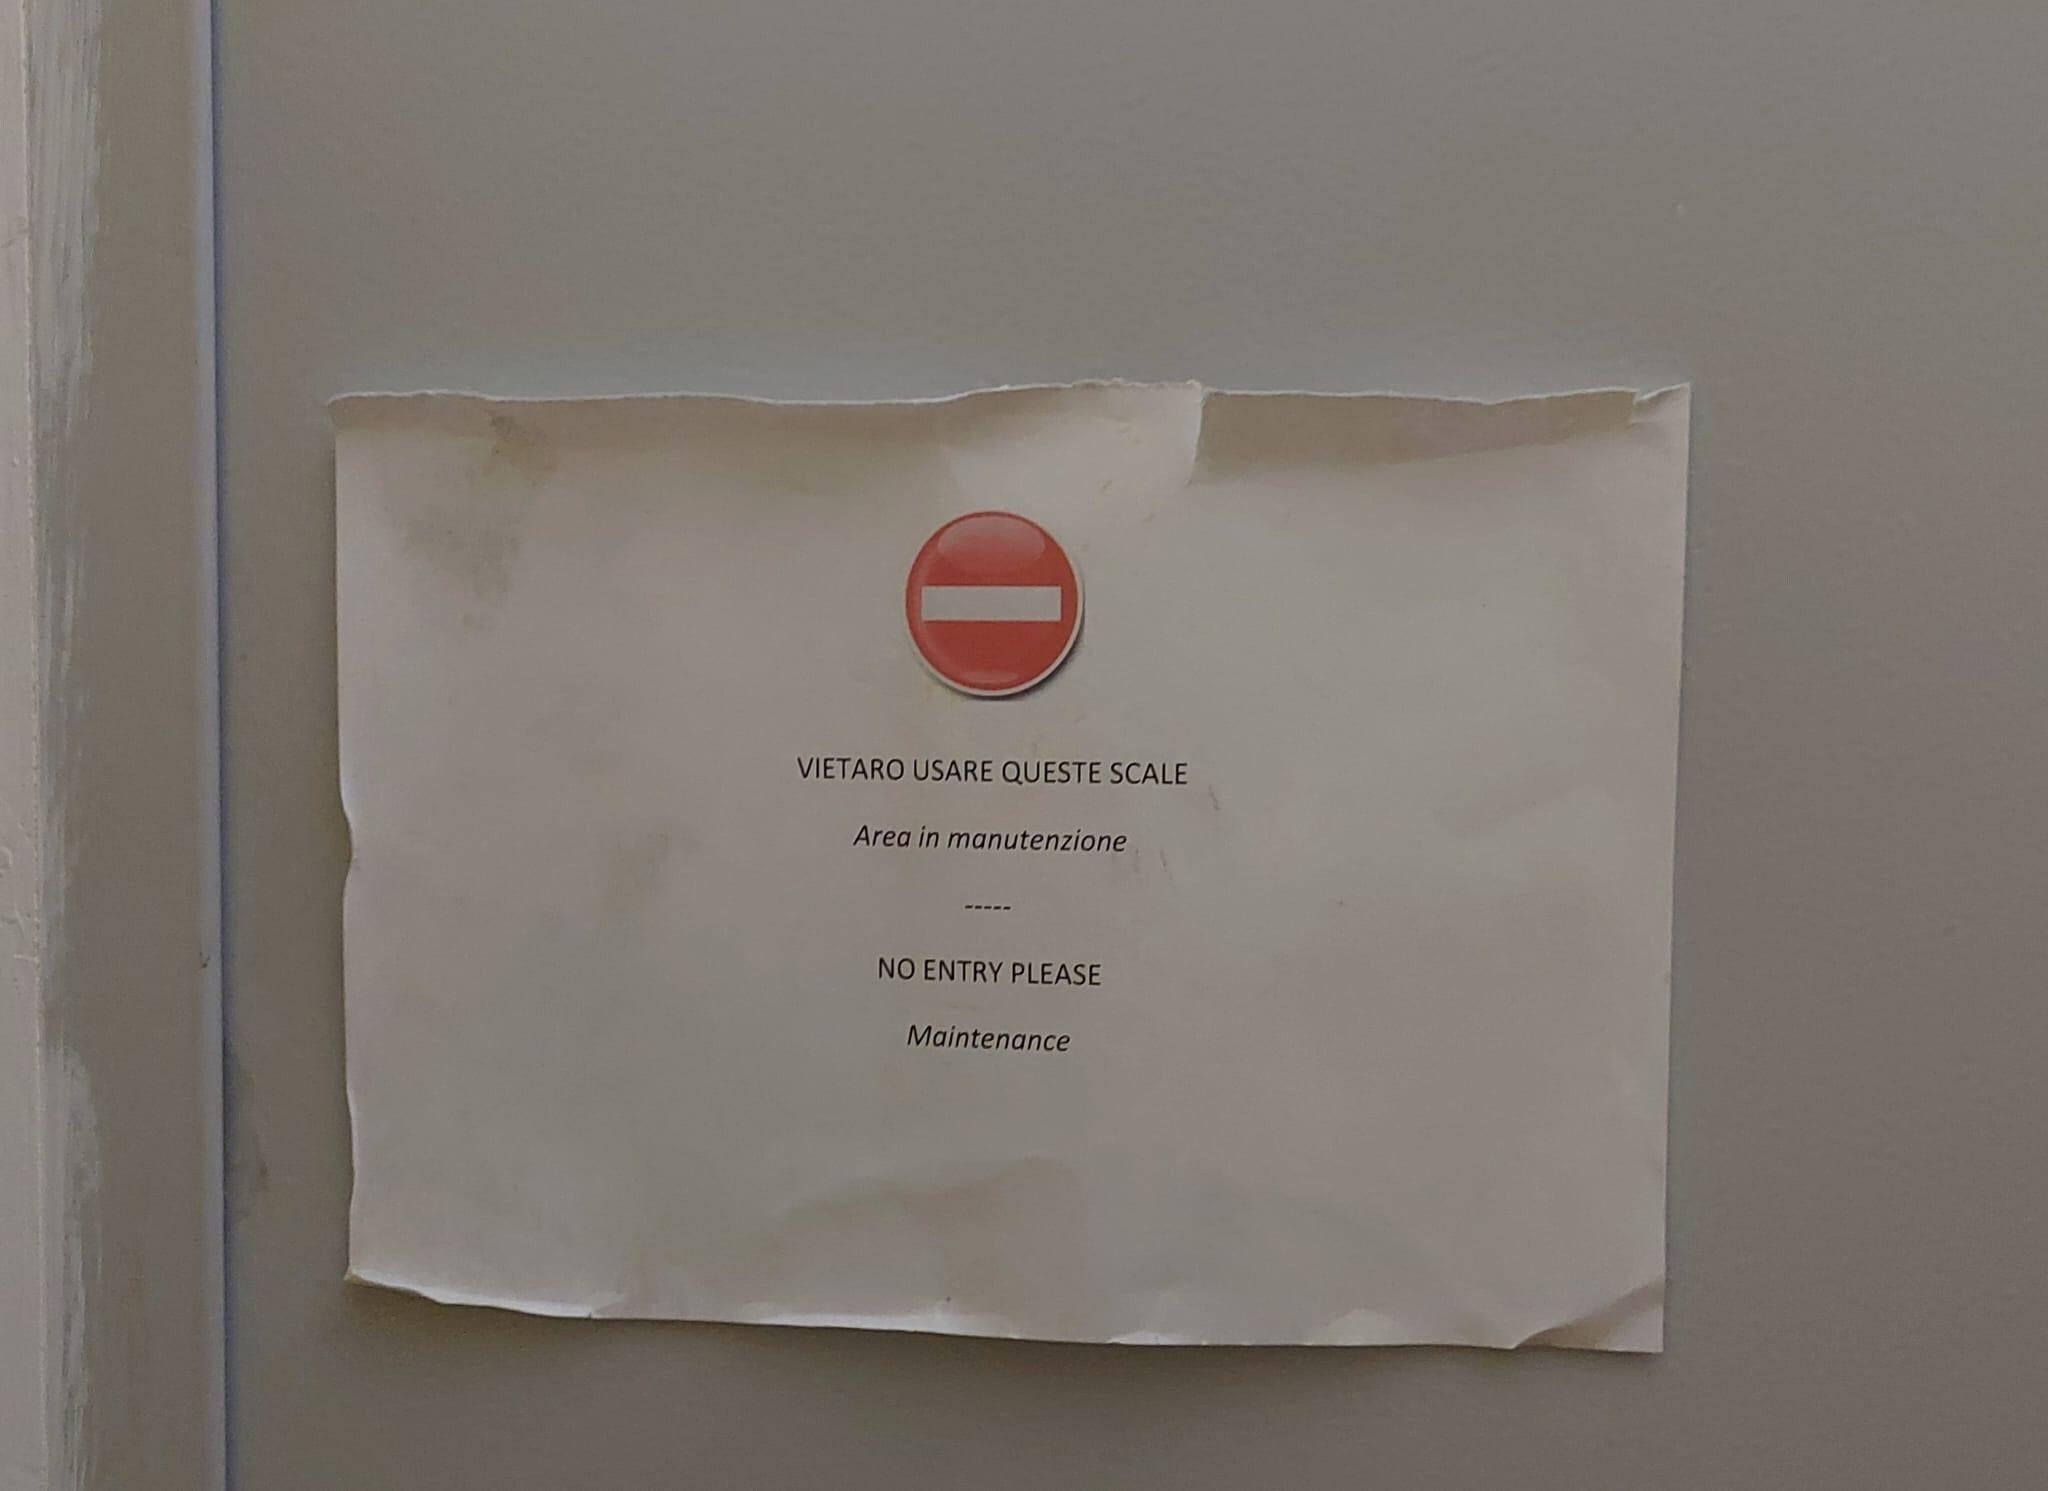 VIETARO USARE QUESTE SCALE
Area in manutenzione
-----
NO ENTRY PLEASE
Maintenance